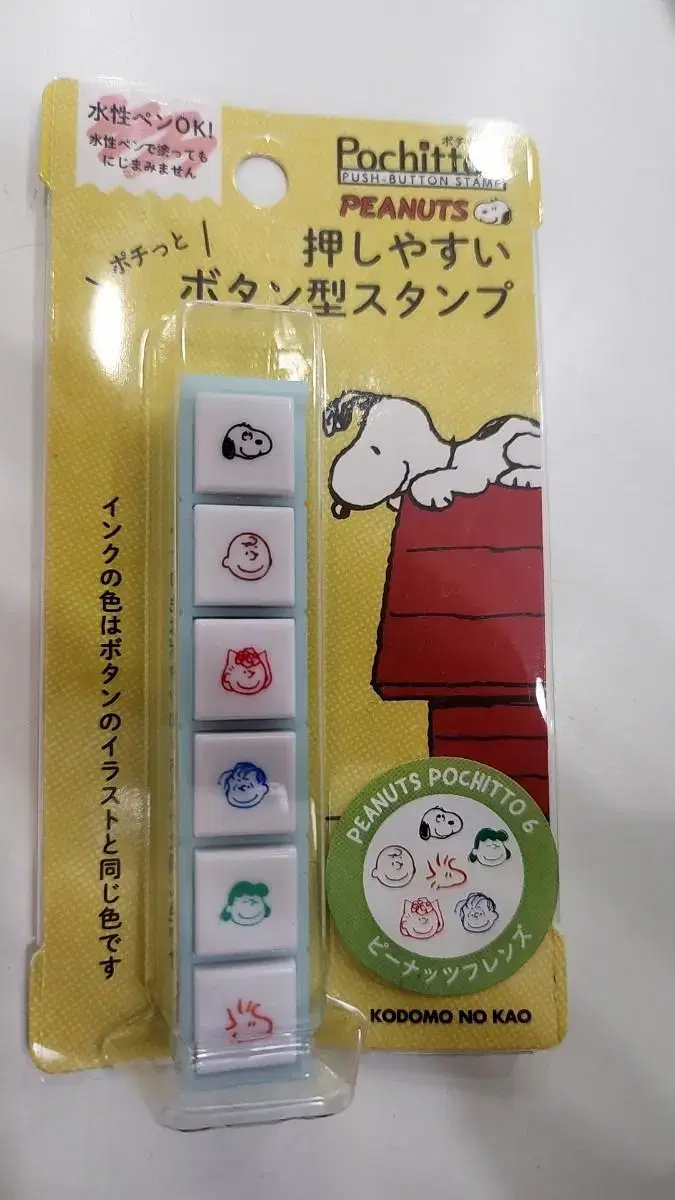 水性ペンOK!
水性ペンで塗っても
にじまみません
Pochitto
PUSH-BUTTON STAMP
PEANUTS
ポチっと
押しやすい
ボタン型スタンプ
インクの色はボタンのイラストと同じ色です
PEANUTS POCHITTO 6
ピーナッツフレンズ
KODOMO NO KAO